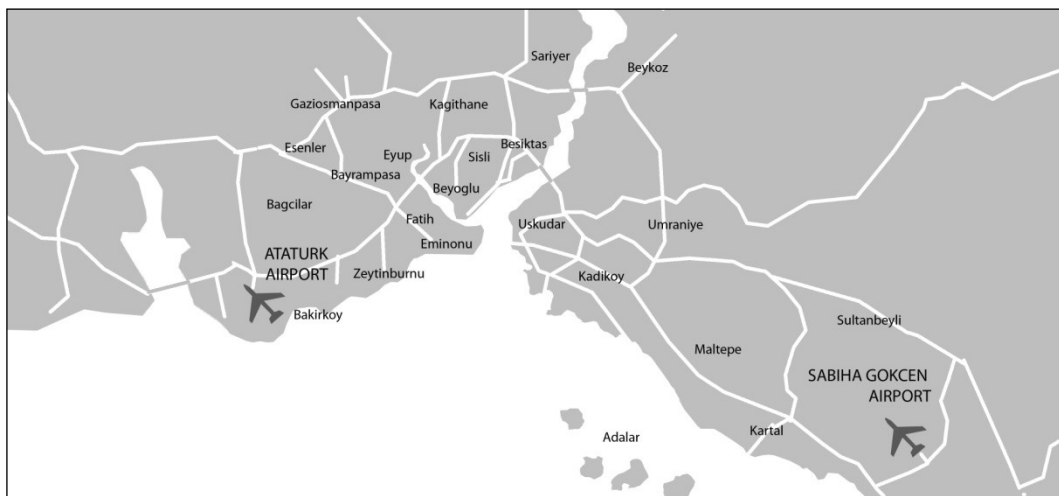 Sariyer
Beykoz
Gaziosmanpasa
Kagithane
Esenler
Eyup
Sisli
Besiktas
Bayrampasa
Beyoglu
Bagcilar
Fatih
Uskudar
Umraniye
Eminonu
ATATURK
AIRPORT
Zeytinburnu
Kadikoy
Bakirkoy
Sultanbeyli
Maltepe
SABIHA GOKCEN
AIRPORT
Kartal
Adalar